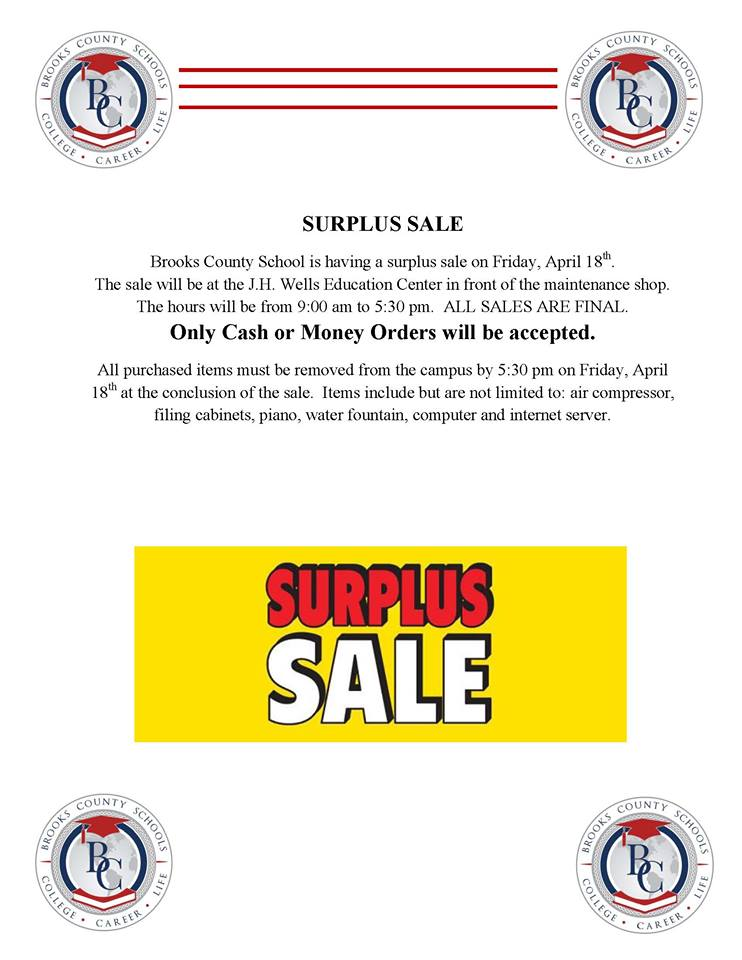 BROOKS COUNTY SCHOOLS
BC
COLLEGE • CAREER • LIFE
BROOKS COUNTY SCHOOLS
BC
COLLEGE • CAREER • LIFE
SURPLUS SALE
Brooks County School is having a surplus sale on Friday, April 18th.
The sale will be at the J.H. Wells Education Center in front of the maintenance shop.
The hours will be from 9:00 am to 5:30 pm.  ALL SALES ARE FINAL.
Only Cash or Money Orders will be accepted.
All purchased items must be removed from the campus by 5:30 pm on Friday, April
18th at the conclusion of the sale.  Items include but are not limited to: air compressor,
filing cabinets, piano, water fountain, computer and internet server.
SURPLUS
SALE
BROOKS COUNTY SCHOOLS
BC
COLLEGE • CAREER • LIFE
BROOKS COUNTY SCHOOLS
BC
COLLEGE • CAREER • LIFE